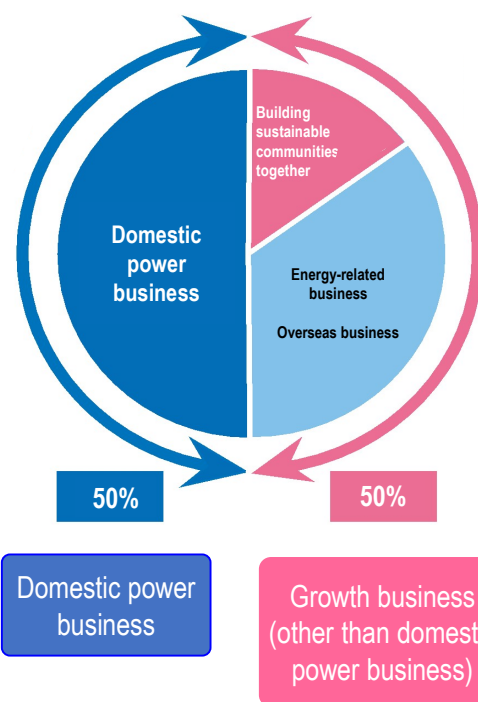 Building
sustainable
communities
together
Domestic
power
business
Energy-related
business
Overseas business
50%
50%
Domestic power
business
Growth business
(other than
power business)